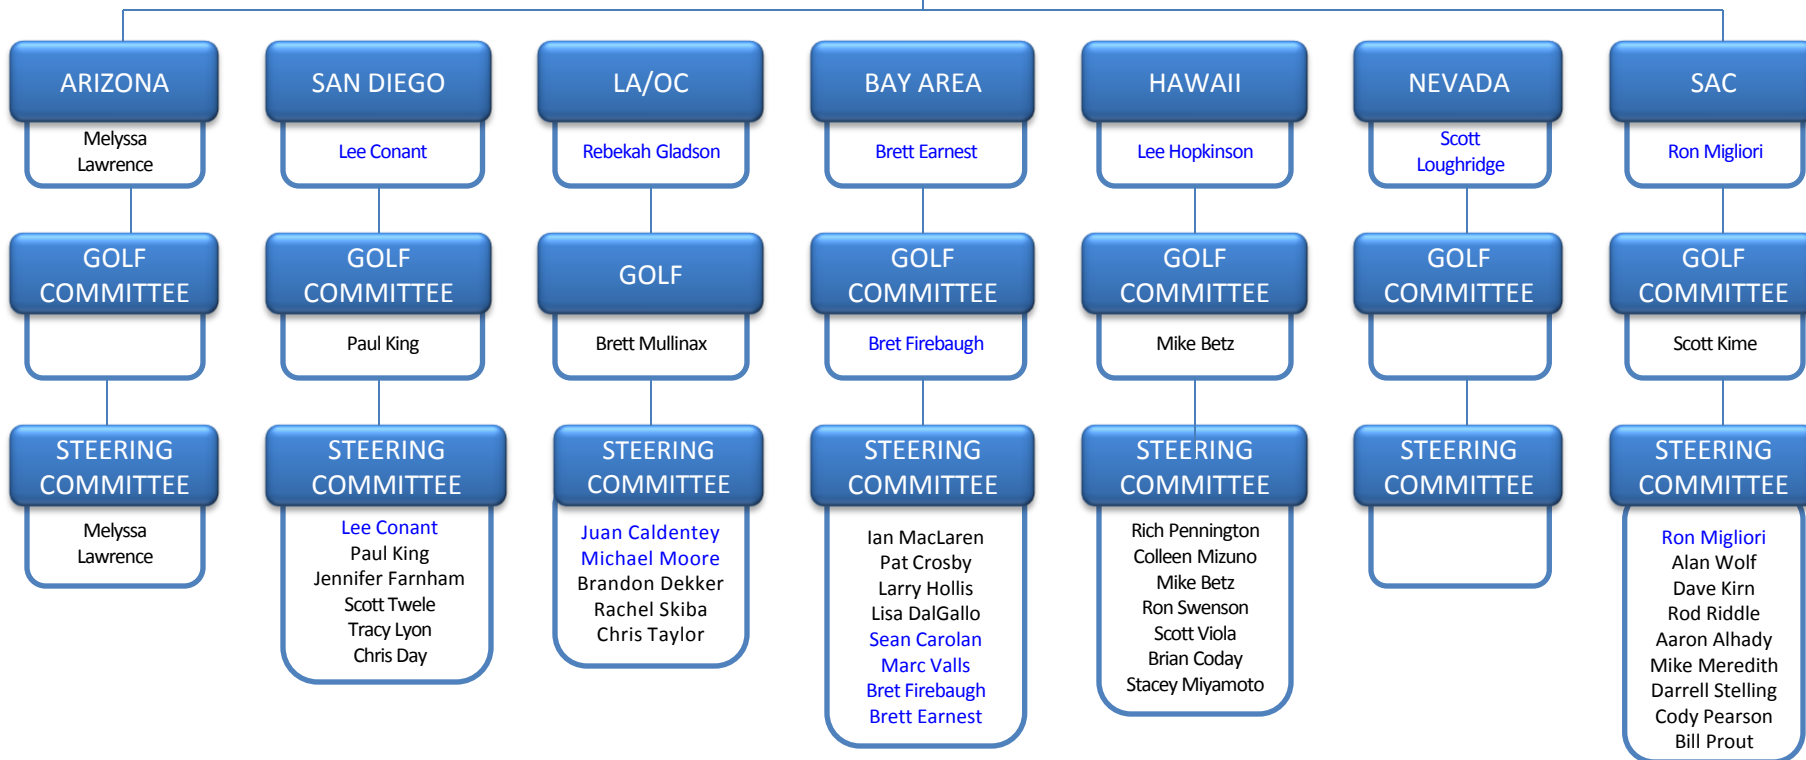 ARIZONA
Melyssa
Lawrence
GOLF
COMMITTEE
STEERING
COMMITTEE
Melyssa
Lawrence
SAN DIEGO
Lee Conant
GOLF
COMMITTEE
Paul King
STEERING
COMMITTEE
Lee Conant
Paul King
Jennifer Farnham
Scott Twele
Tracy Lyon
Chris Day
LA/OC
Rebekah Gladson
GOLF
Brett Mullinax
STEERING
COMMITTEE
Juan Caldentey
Michael Moore
Brandon Dekker
Rachel Skiba
Chris Taylor
BAY AREA
Brett Earnest
GOLF
COMMITTEE
Bret Firebaugh
STEERING
COMMITTEE
Ian MacLaren
Pat Crosby
Larry Hollis
Lisa DalGallo
Sean Carolan
Marc Valls
Bret Firebaugh
Brett Earnest
HAWAII
Lee Hopkinson
GOLF
COMMITTEE
Mike Betz
STEERING
COMMITTEE
Rich Pennington
Colleen Mizuno
Mike Betz
Ron Swenson
Scott Viola
Brian Coday
Stacey Miyamoto
NEVADA
Scott
Loughridge
GOLF
COMMITTEE
STEERING
COMMITTEE
SAC
Ron Migliori
GOLF
COMMITTEE
Scott Kime
STEERING
COMMITTEE
Ron Migliori
Alan Wolf
Dave Kirn
Rod Riddle
Aaron Alhady
Mike Meredith
Darrell Stelling
Cody Pearson
Bill Prout